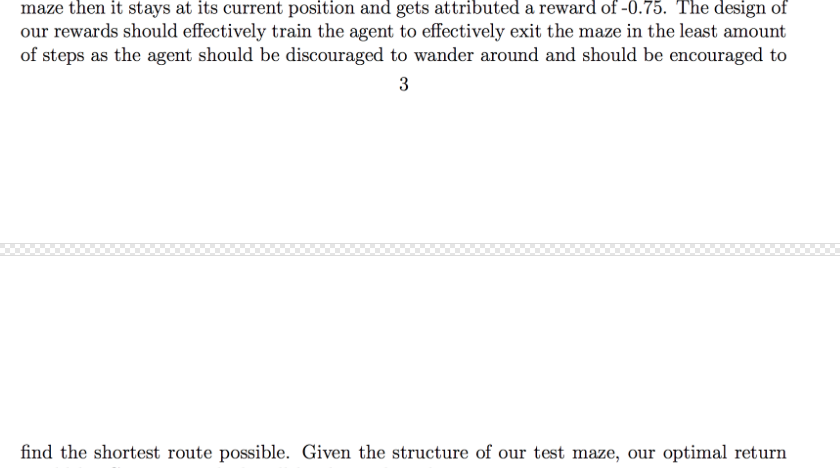 maze then it stays at its current position and gets attributed a reward of -0.75. The design of
our rewards should effectively train the agent to effectively exit the maze in the least amount
of steps as the agent should be discouraged to wander around and should be encouraged to
3
find the shortest route possible. Given the structure of our test maze, our optimal return